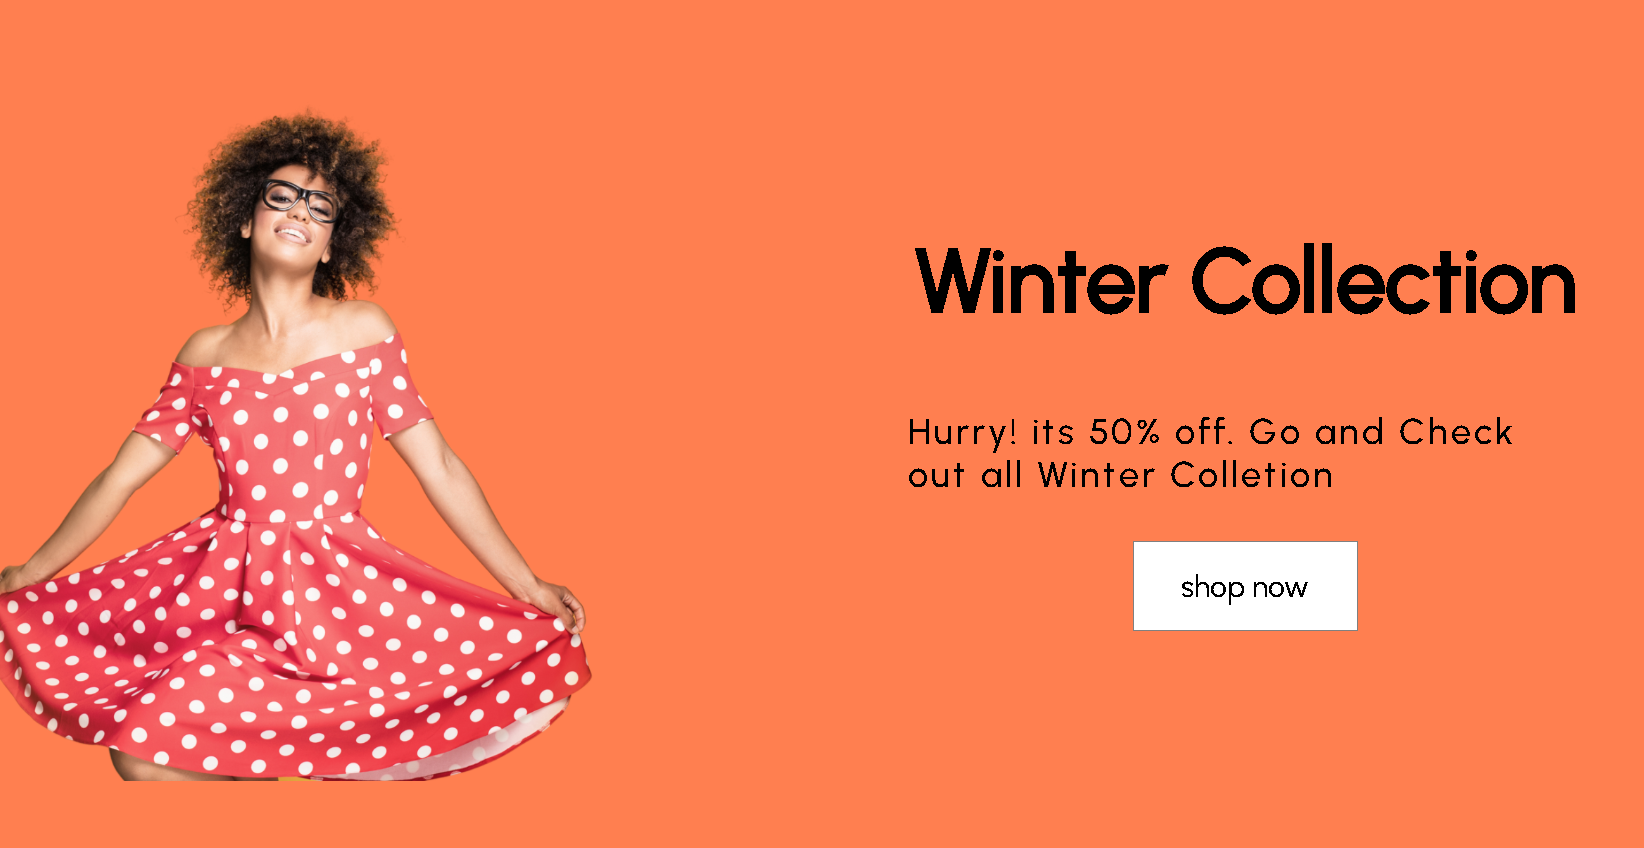 Winter Collection
Hurry! its 50% off. Go and Check
out all Winter Colletion
shop now